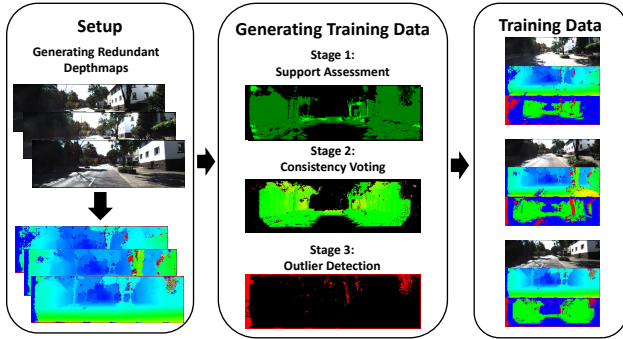 Setup
Generating Redundant
Depthmaps
Generating Training Data
Stage 1:
Support Assessment
Stage 2:
Consistency Voting
Stage 3:
Outlier Detection
Training Data